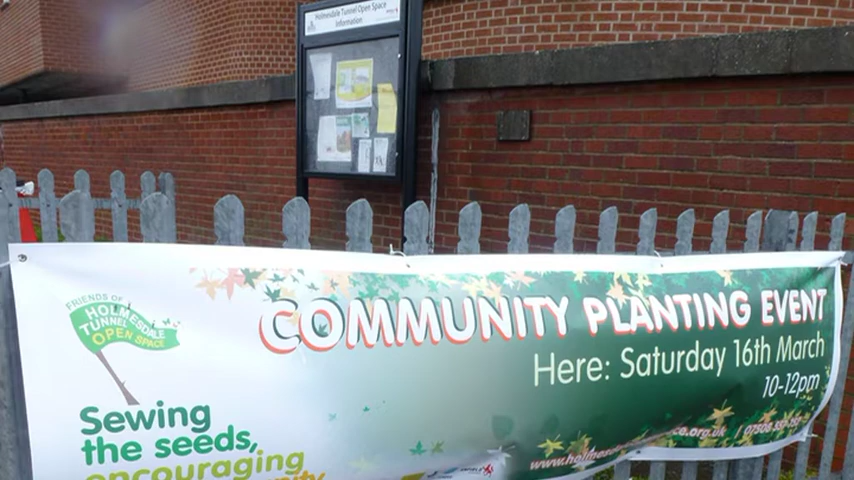 Holmesdale Tunnel Open Space
Information
FRIENDS OF
HOLMESDALE
TUNNEL
OPEN SPACE
COMMUNITY PLANTING EVENT
Here: Saturday 16th March
10-12pm
Sewing
the seeds,
encouraging